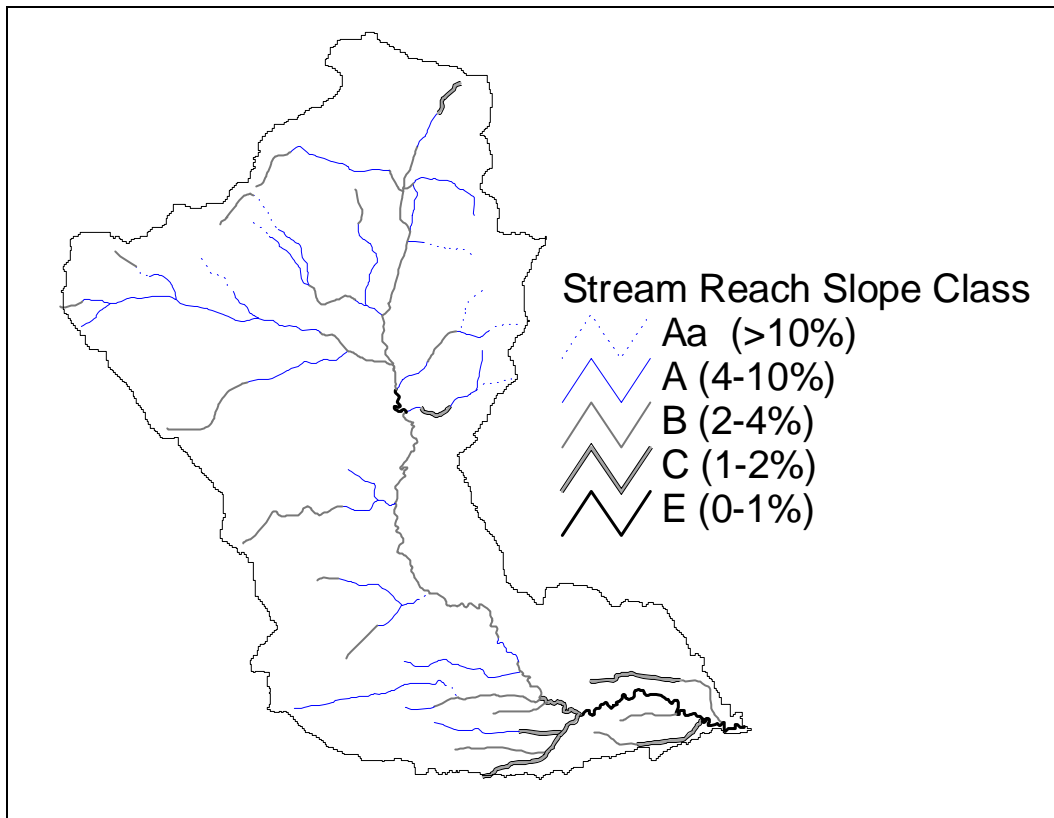 Stream Reach Slope Class
Aa (>10%)
A (4-10%)
B (2-4%)
C (1-2%)
E (0-1%)